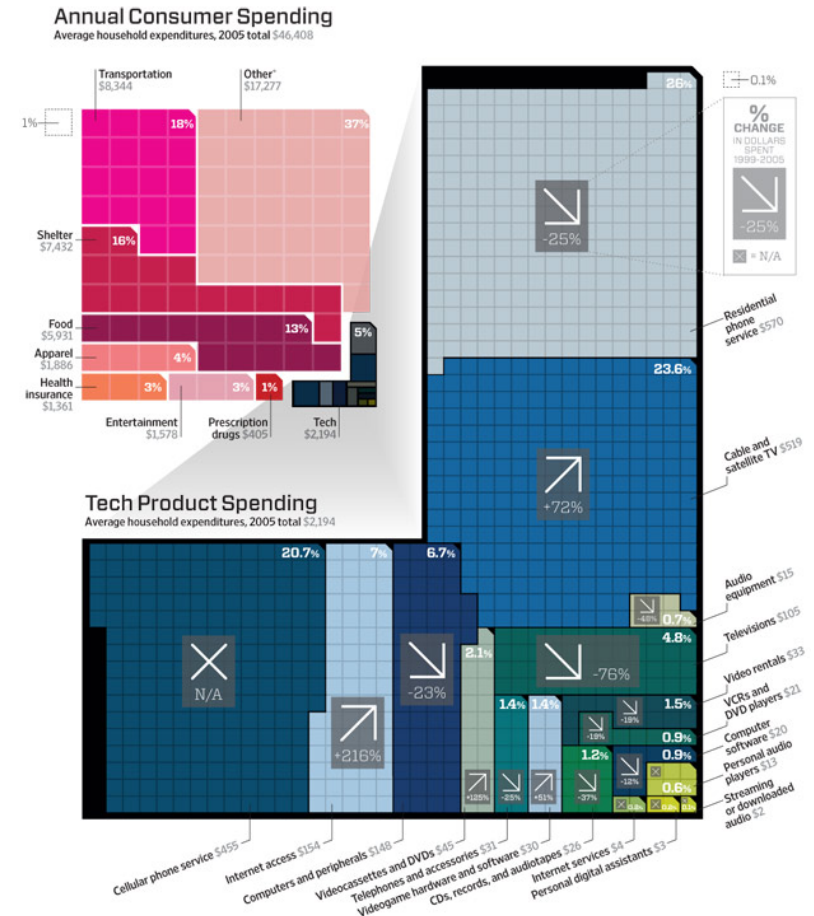 Annual Consumer Spending
Average household expenditures, 2005 total $46,408
Transportation
$8,344
Other*
$17,277
1%
18%
37%
Shelter
$7,432
16%
Food
$5,931
13%
5%
Apparel
$1,886
4%
Health
insurance
$1,361
3%
3%
1%
Entertainment
$1,578
Prescription
drugs $405
Tech
$2,194
0.1%
%
CHANGE
IN DOLLARS
SPENT
1999-2005
-25%
= N/A
Tech Product Spending
Average household expenditures, 2005 total $2,194
26%
-25%
Residential
phone
service $570
23.6%
+72%
Cable and
satellite TV $519
20.7%
N/A
7%
+216%
6.7%
-23%
2.1%
+125%
-40%
0.7%
Audio
equipment $15
4.8%
-76%
Televisions $105
1.4%
-25%
1.4%
+51%
-19%
1.5%
Video rentals $33
-19%
0.9%
VCRs and
DVD players $21
1.2%
-37%
-12%
0.9%
Computer
software $20
0.6%
Personal audio
players $13
Streaming
or downloaded
audio $2
Cellular phone service $455
Internet access $154
Computers and peripherals $148
Videocassettes and DVDs $45
Telephones and accessories $31
Videogame hardware and software $30
CDs, records, and audiotapes $26
Internet services $4
Personal digital assistants $3